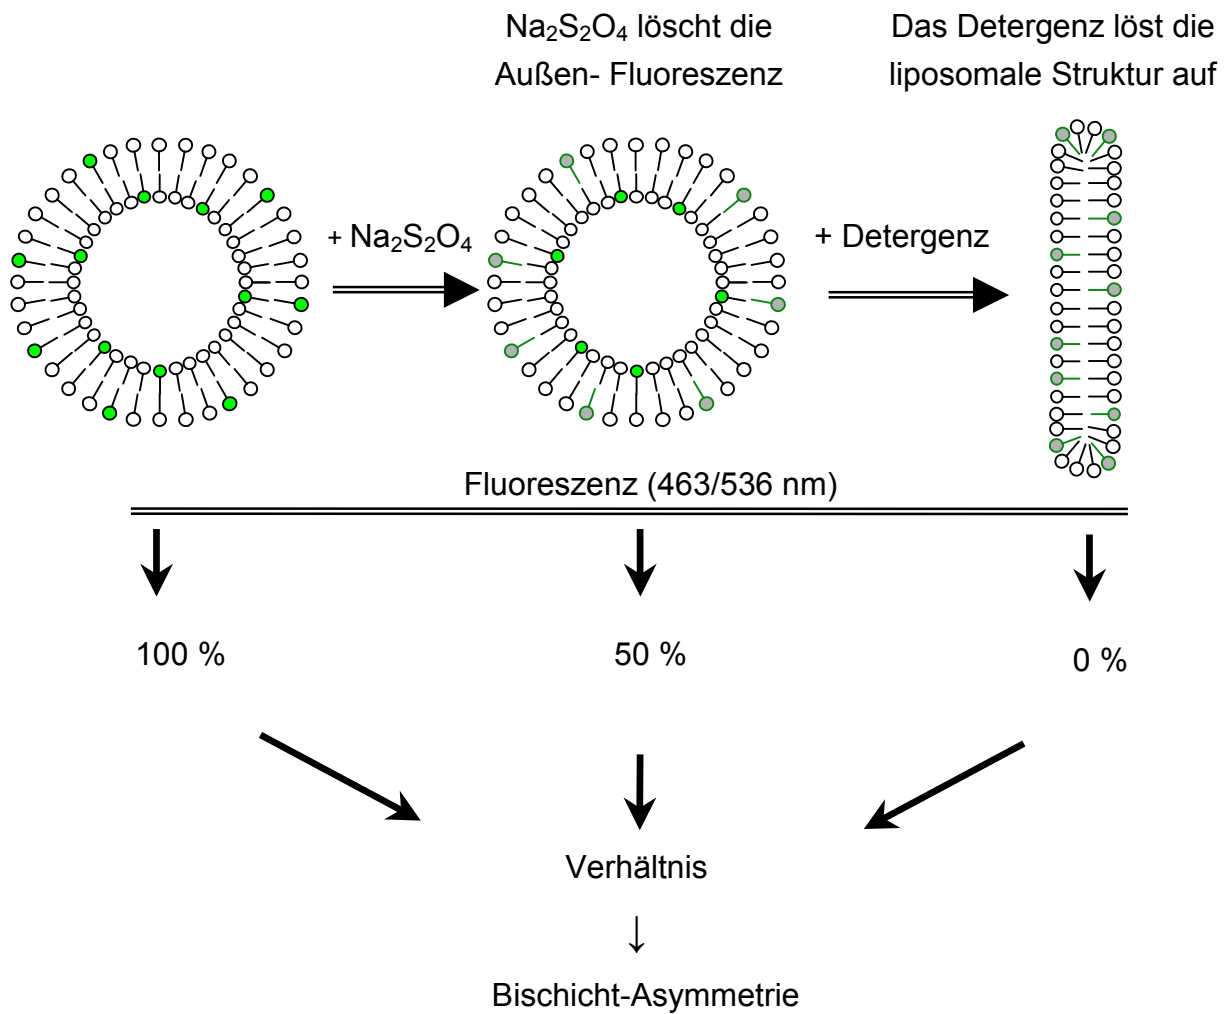 Na₂S₂O₄ löscht die
Außen- Fluoreszenz
Das Detergenz löst die
liposomale Struktur auf
+ Na₂S₂O₄
+ Detergenz
Fluoreszenz (463/536 nm)
100 %
50 %
0 %
Verhältnis
↓
Bischicht-Asymmetrie